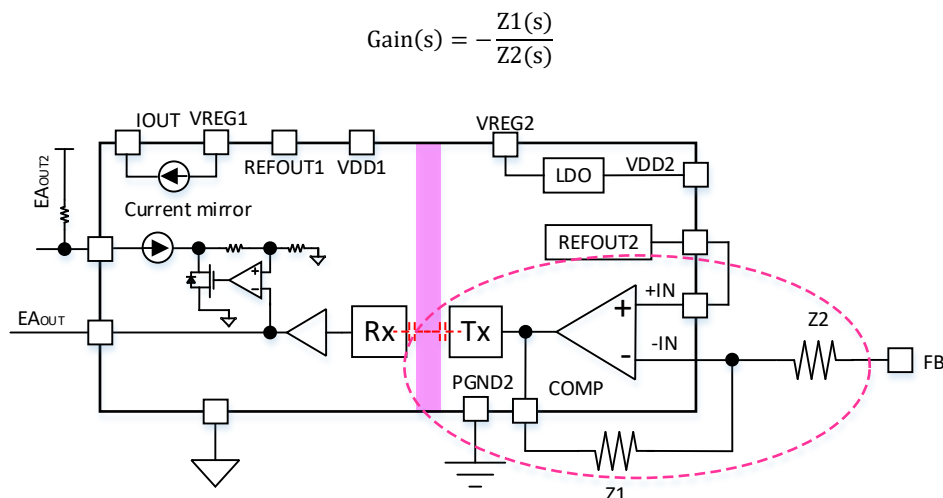 Gain(s) = − Z1(s) / Z2(s)
IOUT VREG1
REFOUT1
VDD1
VREG2
LDO
VDD2
EAOUT2
Current mirror
REFOUT2
+
-
+IN
-IN
+
-
EAOUT
Rx
Tx
Z2
FB
PGND2
COMP
Z1